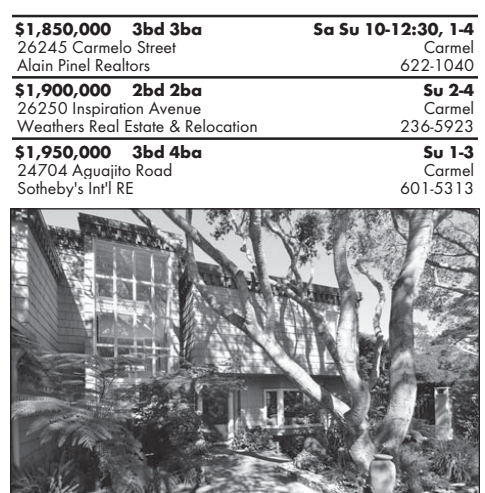 $1,850,000 3bd 3ba Sa Su 10-12:30, 1-4
26245 Carmelo Street Carmel
Alain Pinel Realtors 622-1040
$1,900,000 2bd 2ba Su 2-4
26250 Inspiration Avenue Carmel
Weathers Real Estate & Relocation 236-5923
$1,950,000 3bd 4ba Su 1-3
24704 Aguajito Road Carmel
Sotheby's Int'l RE 601-5313